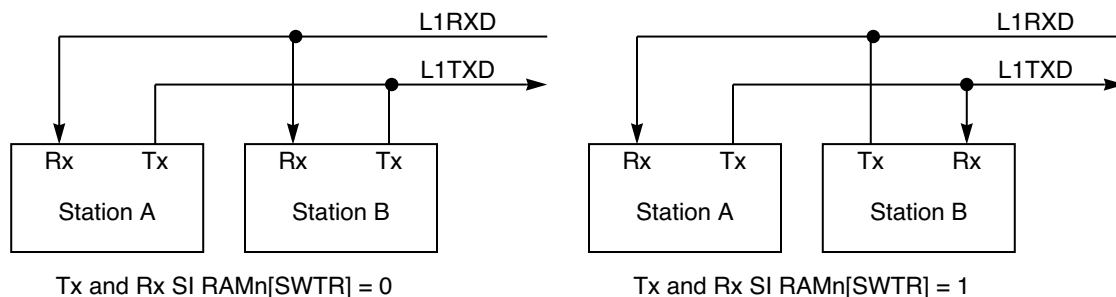 L1RXD
L1TXD
Rx Tx
Station A
Rx Tx
Station B
Tx and Rx SI RAMn[SWTR] = 0
L1RXD
L1TXD
Rx Tx
Station A
Tx Rx
Station B
Tx and Rx SI RAMn[SWTR] = 1